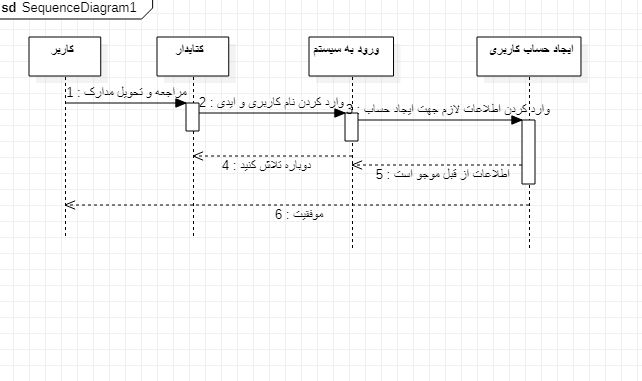 sd SequenceDiagram1
کاربر
کتابدار
ورود به سیستم
ایجاد حساب کاربری
1 : مراجعه و تحویل مدارک
2 : وارد کردن نام کاربری و ایدی
3 : وارد کردن اطلاعات لازم جهت ایجاد حساب
4 : دوباره تلاش کنید
5 : اطلاعات از قبل موجو است
6 : موفقیت